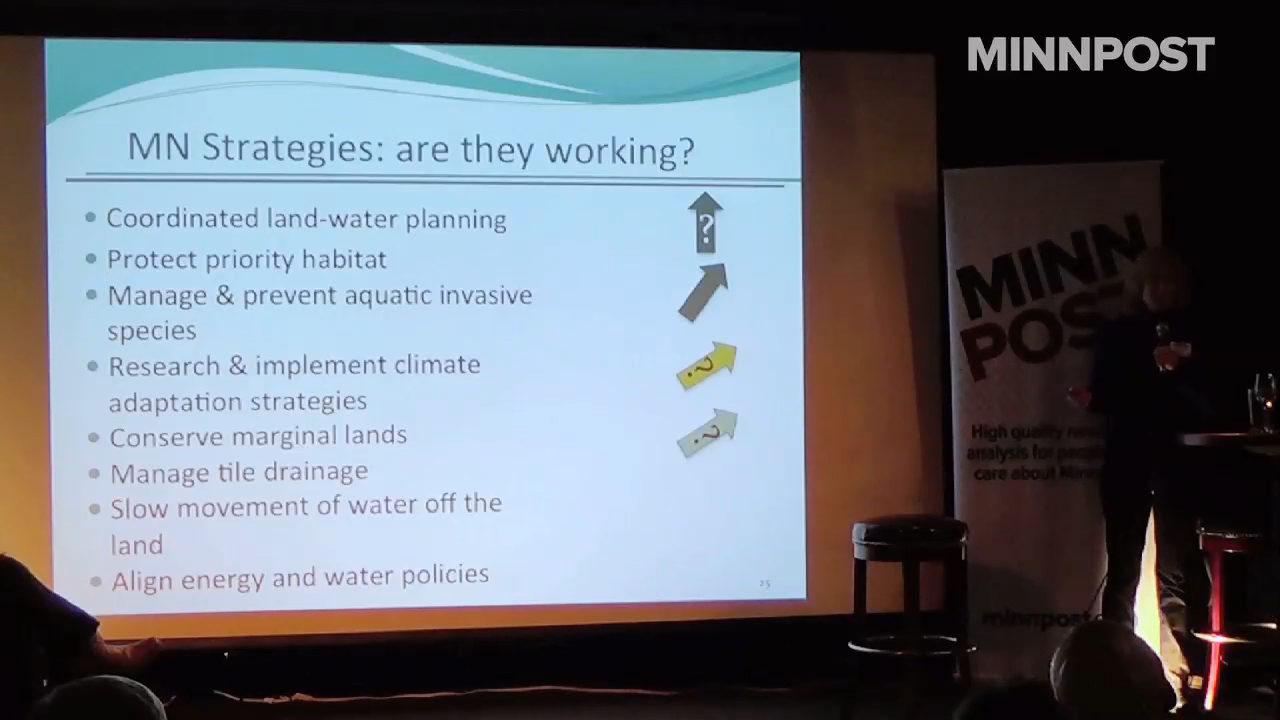 MINNPOST
MN Strategies: are they working?
• Coordinated land-water planning
?
• Protect priority habitat
• Manage & prevent aquatic invasive
species
• Research & implement climate
?
adaptation strategies
• Conserve marginal lands
?
• Manage tile drainage
• Slow movement of water off the
land
• Align energy and water policies
25
MINN
POST
High quality
analysis for
care about
minnpost